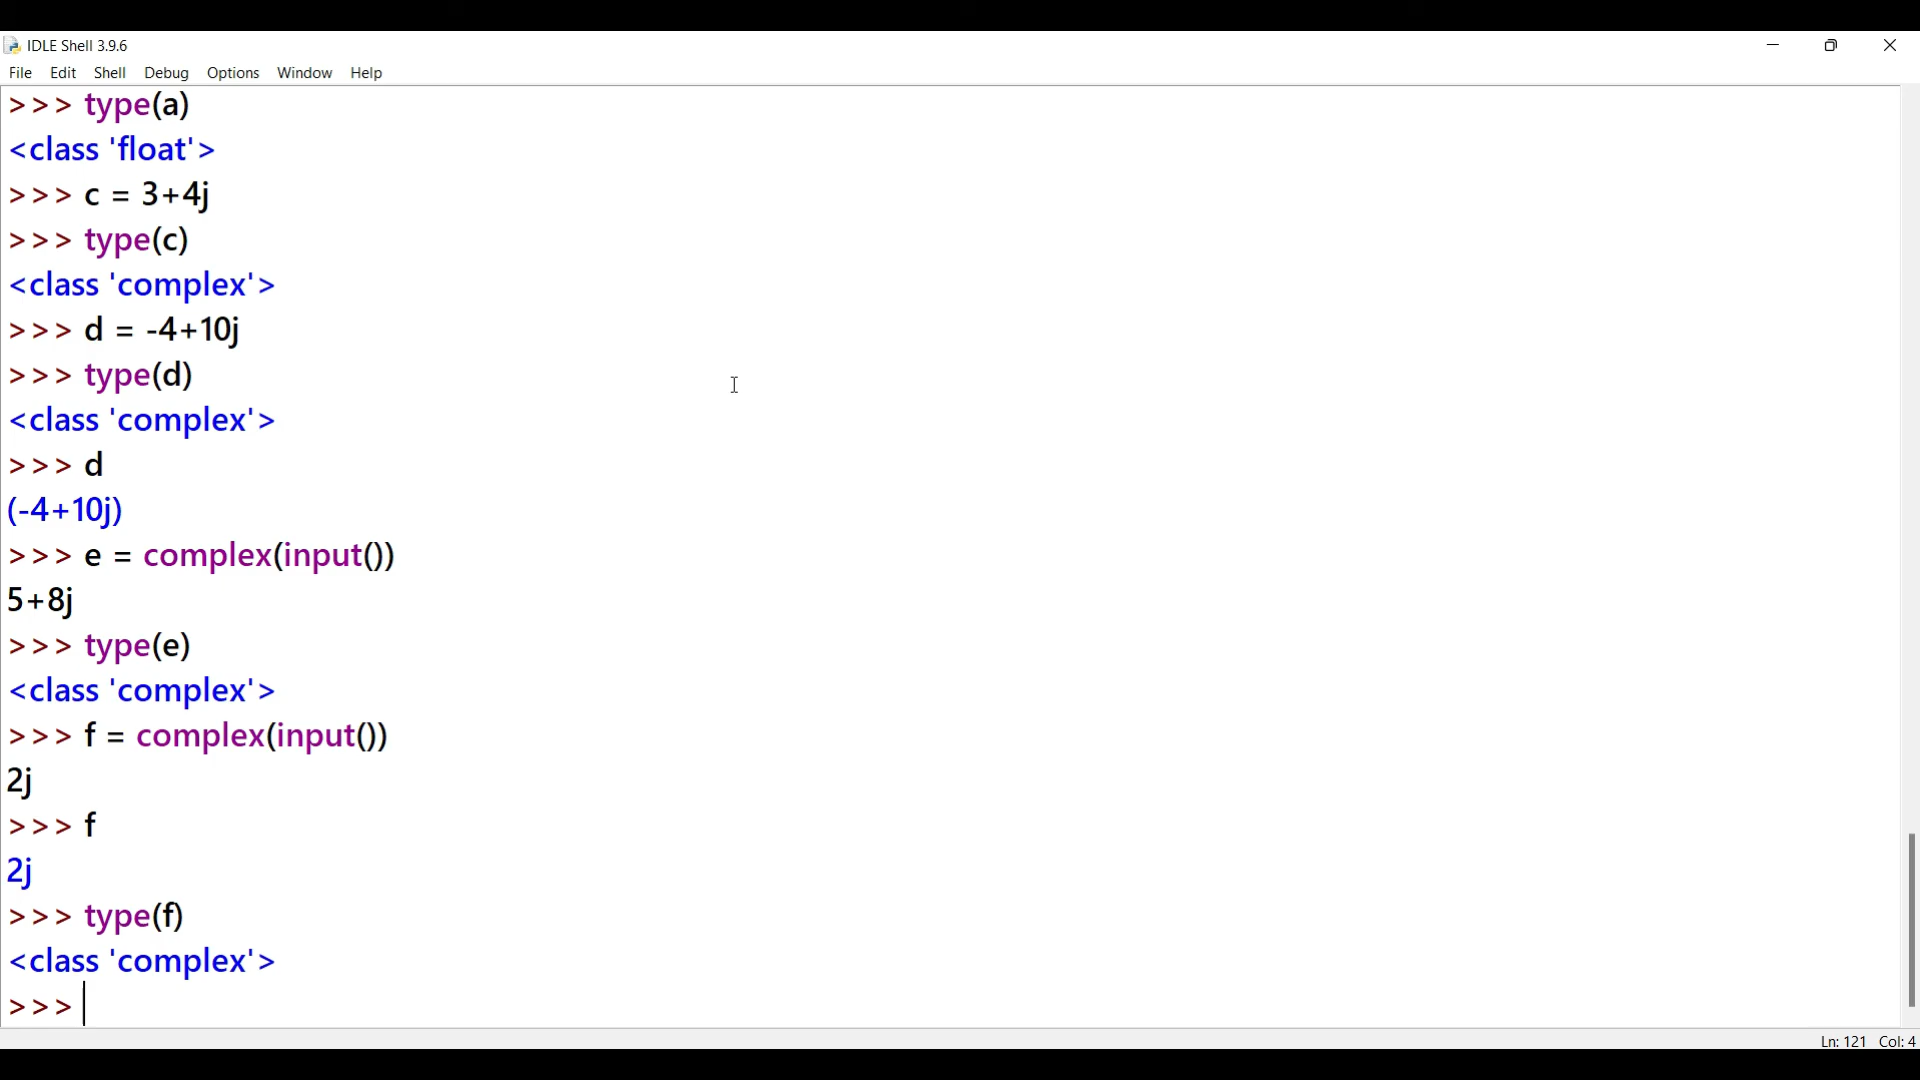 IDLE Shell 3.9.6
File Edit Shell Debug Options Window Help
>>> type(a)
<class 'float'>
>>> c = 3+4j
>>> type(c)
<class 'complex'>
>>> d = -4+10j
>>> type(d)
<class 'complex'>
>>> d
(-4+10j)
>>> e = complex(input())
5+8j
>>> type(e)
<class 'complex'>
>>> f = complex(input())
2j
>>> f
2j
>>> type(f)
<class 'complex'>
>>>
Ln: 121 Col: 4